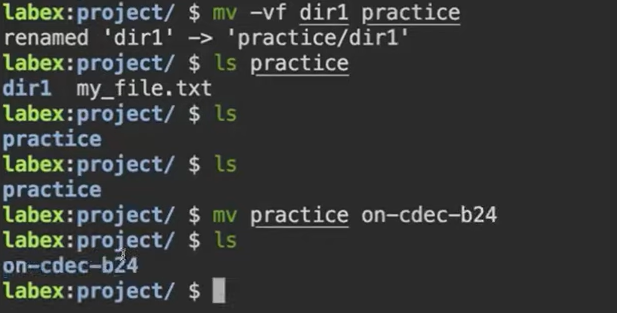 labex:project/ $ mv -vf dir1 practice
renamed 'dir1' -> 'practice/dir1'
labex:project/ $ ls practice
dir1  my_file.txt
labex:project/ $ ls
practice
labex:project/ $ ls
practice
labex:project/ $ mv practice on-cdec-b24
labex:project/ $ ls
on-cdec-b24
labex:project/ $